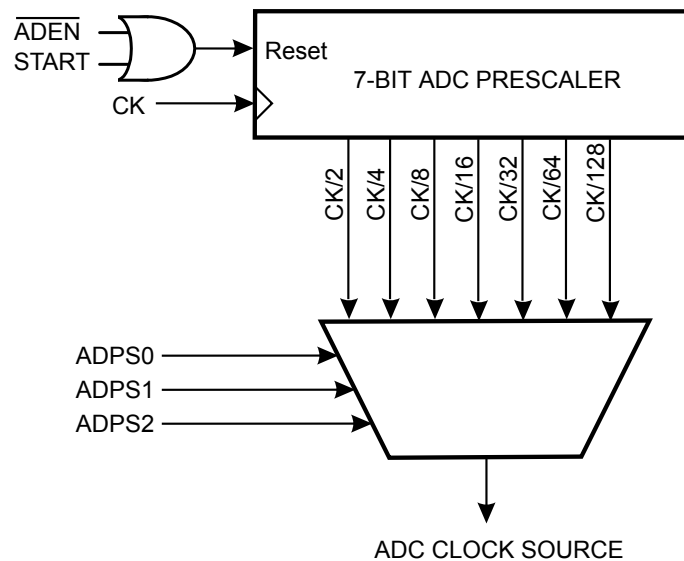 ADEN
START
Reset
7-BIT ADC PRESCALER
CK
CK/2
CK/4
CK/8
CK/16
CK/32
CK/64
CK/128
ADPS0
ADPS1
ADPS2
ADC CLOCK SOURCE